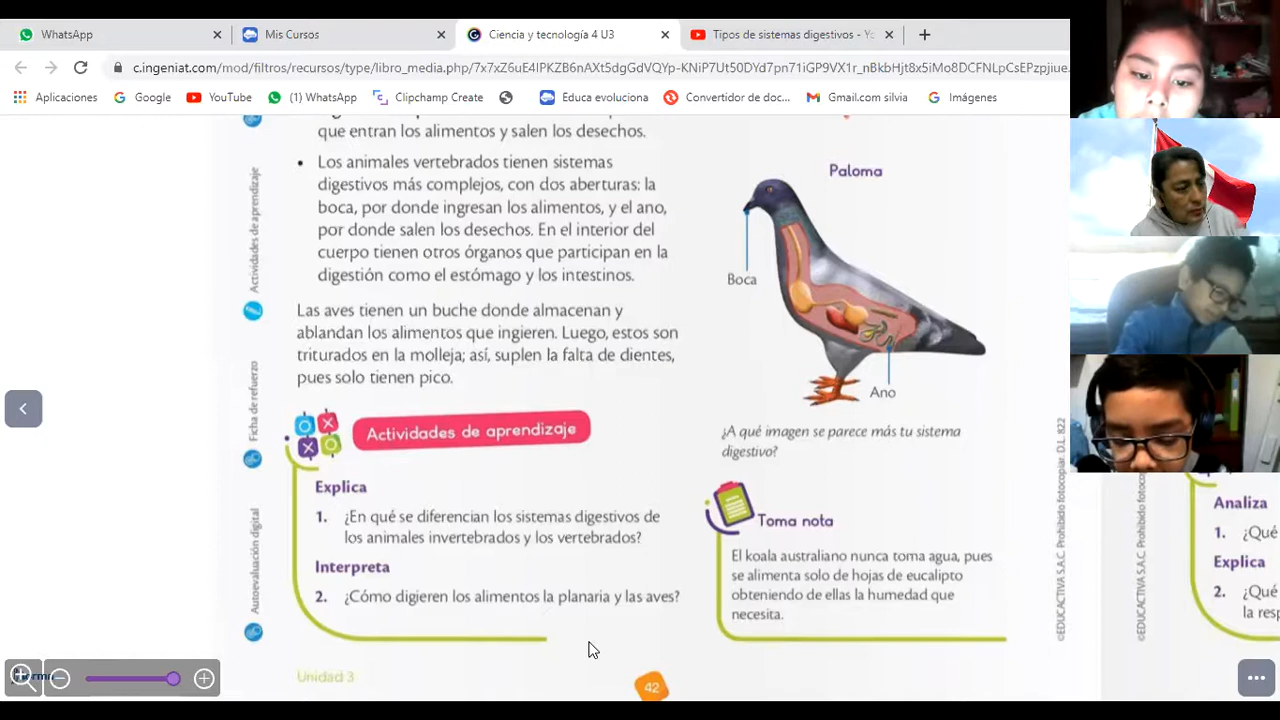 WhatsApp
Mis Cursos
Ciencia y tecnología 4 U3
Tipos de sistemas digestivos - Yo
c.ingeniat.com/mod/filtros/recursos/type/libro_media.php/
Aplicaciones
Google
YouTube
(1) WhatsApp
Clipchamp Create
Educa evoluciona
Convertidor de doc...
Gmail.com silvia
Imágenes
que entran los alimentos y salen los desechos.
• Los animales vertebrados tienen sistemas
digestivos más complejos, con dos aberturas: la
boca, por donde ingresan los alimentos, y el ano,
por donde salen los desechos. En el interior del
cuerpo tienen otros órganos que participan en la
digestión como el estómago y los intestinos.
Las aves tienen un buche donde almacenan y
ablandan los alimentos que ingieren. Luego, estos son
triturados en la molleja; así, suplen la falta de dientes,
pues solo tienen pico.
Actividades de aprendizaje
Explica
1. ¿En qué se diferencian los sistemas digestivos de
los animales invertebrados y los vertebrados?
Interpreta
2. ¿Cómo digieren los alimentos la planaria y las aves?
Unidad 3
42
Actividades de aprendizaje
Ficha de refuerzo
Autoevaluación digital
Paloma
Boca
Ano
¿A qué imagen se parece más tu sistema
digestivo?
Toma nota
El koala australiano nunca toma agua, pues
se alimenta solo de hojas de eucalipto
obteniendo de ellas la humedad que
necesita.
©EDUCACTIVA S.A.C. Prohibido fotocopiar. D.L. 822
©EDUCACTIVA S.A.C. Prohibido fotoc
Analiza
1. ¿Qué
Explica
2. ¿Qué
la resp